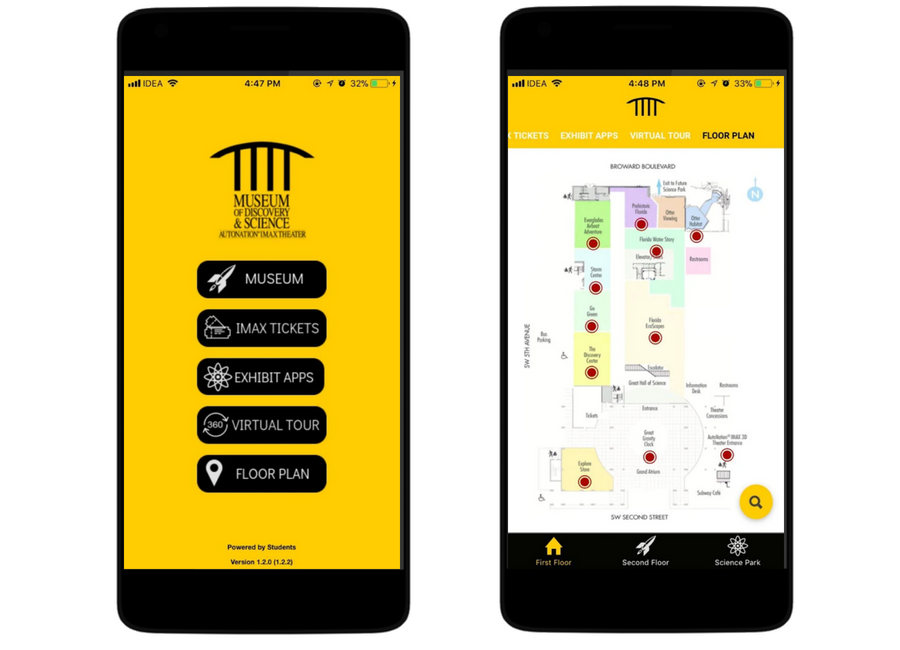 IDEA 4:47 PM 32%
MUSEUM
OF DISCOVERY
& SCIENCE
AUTONATION® IMAX THEATER
MUSEUM
IMAX TICKETS
EXHIBIT APPS
360° VIRTUAL TOUR
FLOOR PLAN
Powered by Students
Version 1.2.0 (1.2.2)
IDEA 4:48 PM 33%
X TICKETS EXHIBIT APPS VIRTUAL TOUR FLOOR PLAN
BROWARD BOULEVARD
Exit to Future
Science Park
N
Prehistoric
Florida
Otter
Viewing
Otter
Habitat
Everglades
Airboat
Adventure
Florida Water Story
Elevator
Restrooms
Storm
Center
Go
Green
Florida
EcoScapes
SW 5TH AVENUE
Bus
Parking
The
Discovery
Center
Escalator
Great Hall of Science
Information
Desk
Restrooms
Tickets
Entrance
Theater
Concessions
Great
Gravity
Clock
AutoNation® IMAX 3D
Theater Entrance
Explore
Store
Grand Atrium
Subway Café
SW SECOND STREET
First Floor Second Floor Science Park